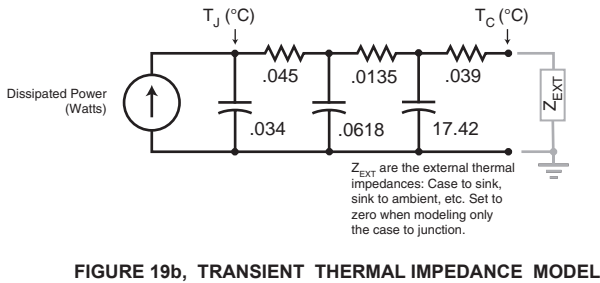 T_J (°C)
T_C (°C)
.045
.0135
.039
Dissipated Power
(Watts)
Z_EXT
.034
.0618
17.42
Z_EXT are the external thermal
impedances: Case to sink,
sink to ambient, etc. Set to
zero when modeling only
the case to junction.
FIGURE 19b, TRANSIENT THERMAL IMPEDANCE MODEL